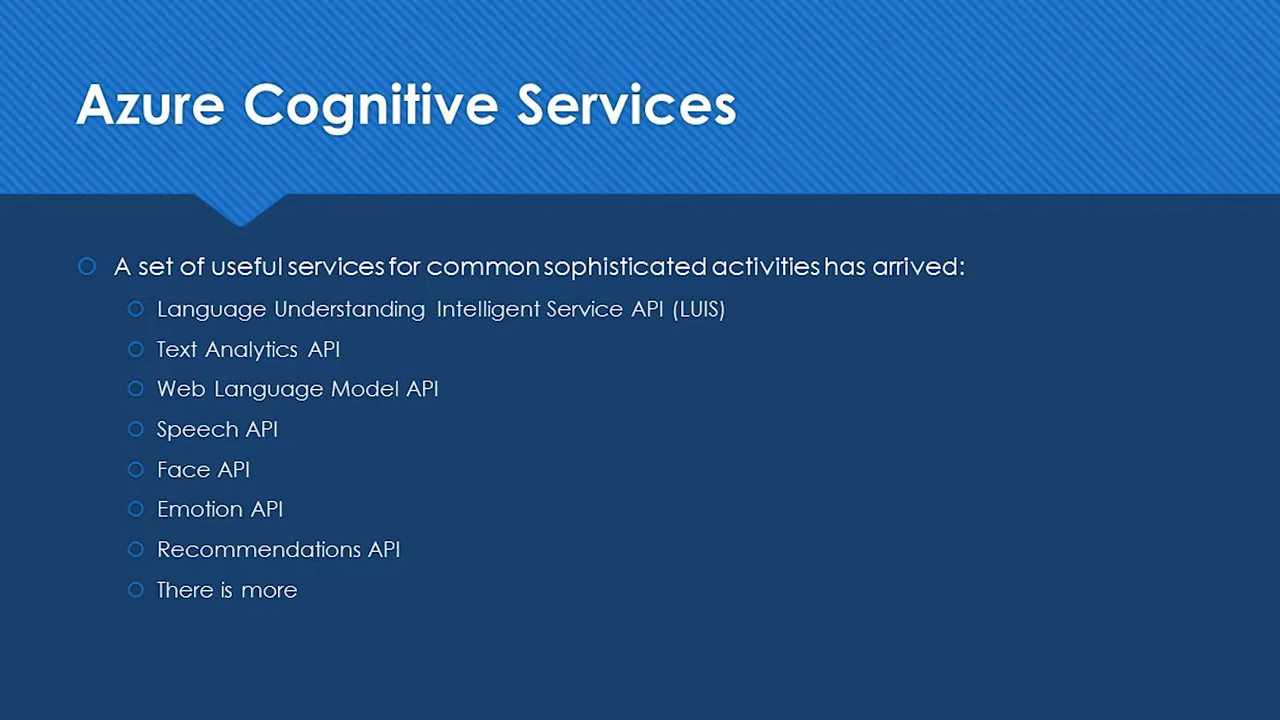 Azure Cognitive Services
A set of useful services for common sophisticated activities has arrived:
Language Understanding Intelligent Service API (LUIS)
Text Analytics API
Web Language Model API
Speech API
Face API
Emotion API
Recommendations API
There is more